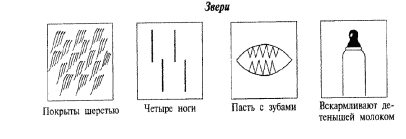 Звери
Покрыты шерстью
Четыре ноги
Пасть с зубами
Вскармливают де-
тенышей молоком